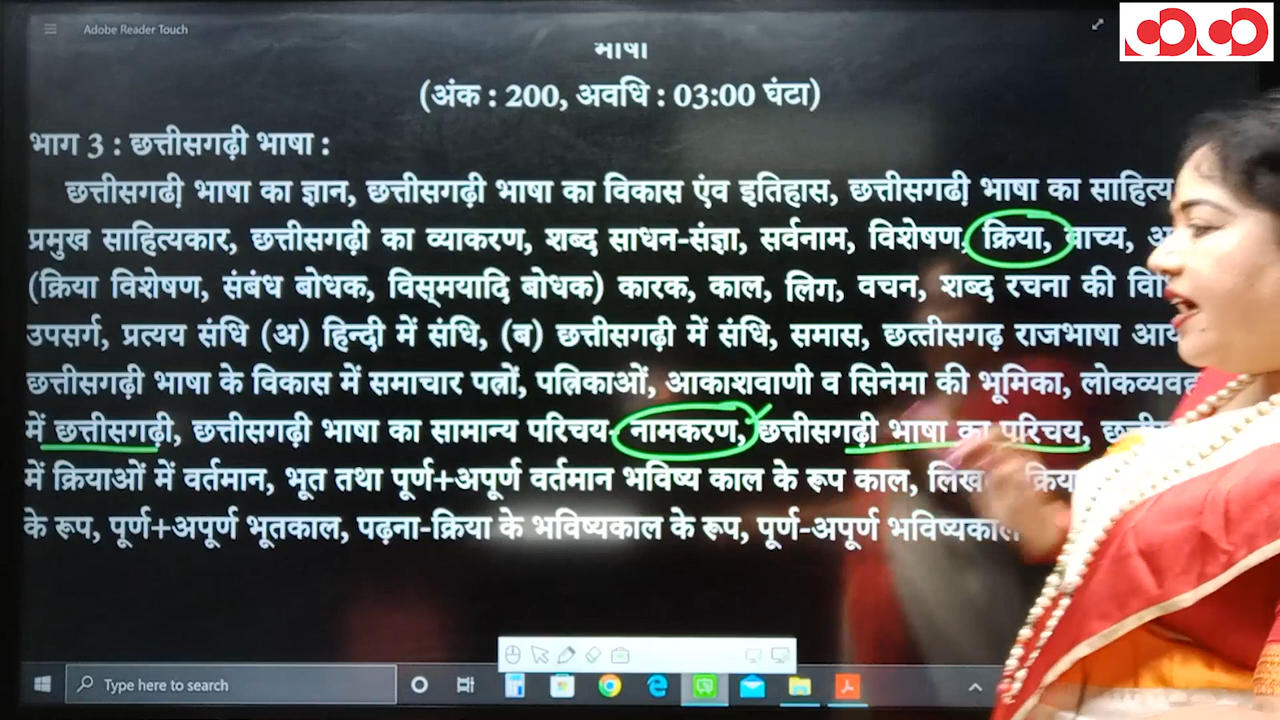 Adobe Reader Touch
भाषा
(अंक : 200, अवधि : 03:00 घंटा)
भाग 3 : छत्तीसगढ़ी भाषा :
छत्तीसगढी़ भाषा का ज्ञान, छत्तीसगढ़ी भाषा का विकास एंव इतिहास, छत्तीसगढी़ भाषा का साहित्य
प्रमुख साहित्यकार, छत्तीसगढ़ी का व्याकरण, शब्द साधन-संज्ञा, सर्वनाम, विशेषण, क्रिया, वाच्य,
(क्रिया विशेषण, संबंध बोधक, विस्मयादि बोधक) कारक, काल, लिग, वचन, शब्द रचना की
उपसर्ग, प्रत्यय संधि (अ) हिन्दी में संधि, (ब) छत्तीसगढ़ी में संधि, समास, छत्तीसगढ़ राजभाषा
छत्तीसगढ़ी भाषा के विकास में समाचार पत्रों, पत्रिकाओं, आकाशवाणी व सिनेमा की भूमिका,
में छत्तीसगढ़ी, छत्तीसगढ़ी भाषा का सामान्य परिचय, नामकरण, छत्तीसगढ़ी भाषा का परिचय,
में क्रियाओं में वर्तमान, भूत तथा पूर्ण+अपूर्ण वर्तमान भविष्य काल के रूप काल,
के रूप, पूर्ण+अपूर्ण भूतकाल, पढ़ना-क्रिया के भविष्यकाल के रूप, पूर्ण-अपूर्ण भविष्यकाल
Type here to search